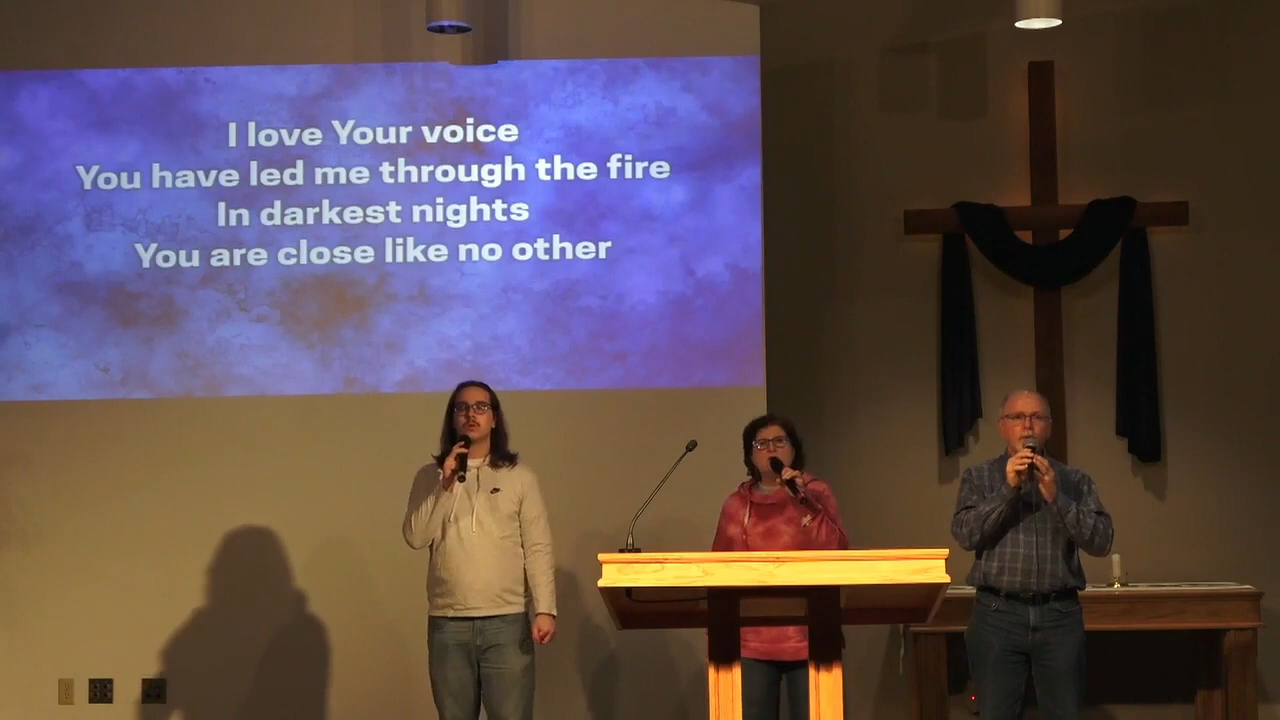 I love Your voice
You have led me through the fire
In darkest nights
You are close like no other